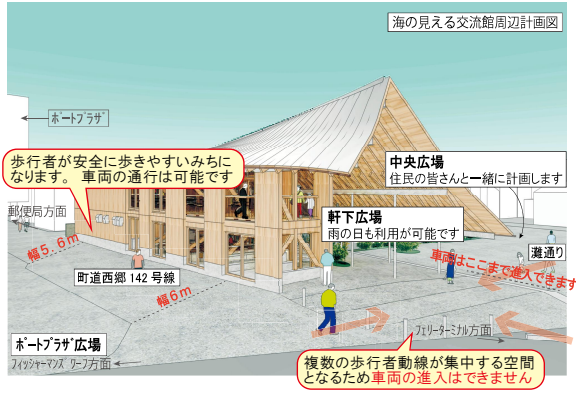 海の見える交流館周辺計画図
ポートプラザ
歩行者が安全に歩きやすいみちに
なります。車両の通行は可能です
中央広場
住民の皆さんと一緒に計画します
郵便局方面
軒下広場
雨の日も利用が可能です
幅5.6m
灘通り
車両はここまで進入できます
町道西郷142号線
幅6m
ポートプラザ広場
フィッシャーマンズワーフ方面
フェリーターミナル方面
複数の歩行者動線が集中する空間
となるため車両の進入はできません